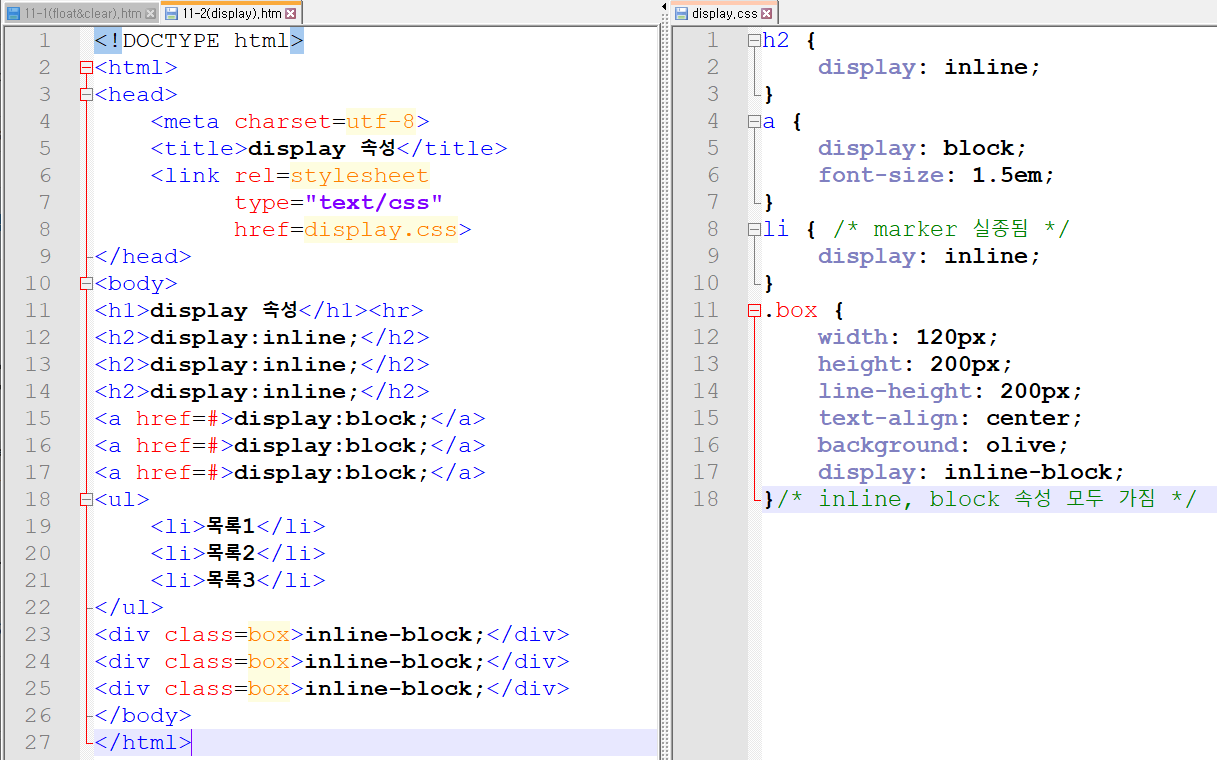 11-1(float&clear).htm 11-2(display).htm display.css
1 <!DOCTYPE html>
2 <html>
3 <head>
4 <meta charset=utf-8>
5 <title>display 속성</title>
6 <link rel=stylesheet
7 type="text/css"
8 href=display.css>
9 </head>
10 <body>
11 <h1>display 속성</h1><hr>
12 <h2>display:inline;</h2>
13 <h2>display:inline;</h2>
14 <h2>display:inline;</h2>
15 <a href=#>display:block;</a>
16 <a href=#>display:block;</a>
17 <a href=#>display:block;</a>
18 <ul>
19 <li>목록1</li>
20 <li>목록2</li>
21 <li>목록3</li>
22 </ul>
23 <div class=box>inline-block;</div>
24 <div class=box>inline-block;</div>
25 <div class=box>inline-block;</div>
26 </body>
27 </html>
1 h2 {
2 display: inline;
3 }
4 a {
5 display: block;
6 font-size: 1.5em;
7 }
8 li { /* marker 실종됨 */
9 display: inline;
10 }
11 .box {
12 width: 120px;
13 height: 200px;
14 line-height: 200px;
15 text-align: center;
16 background: olive;
17 display: inline-block;
18 }/* inline, block 속성 모두 가짐 */